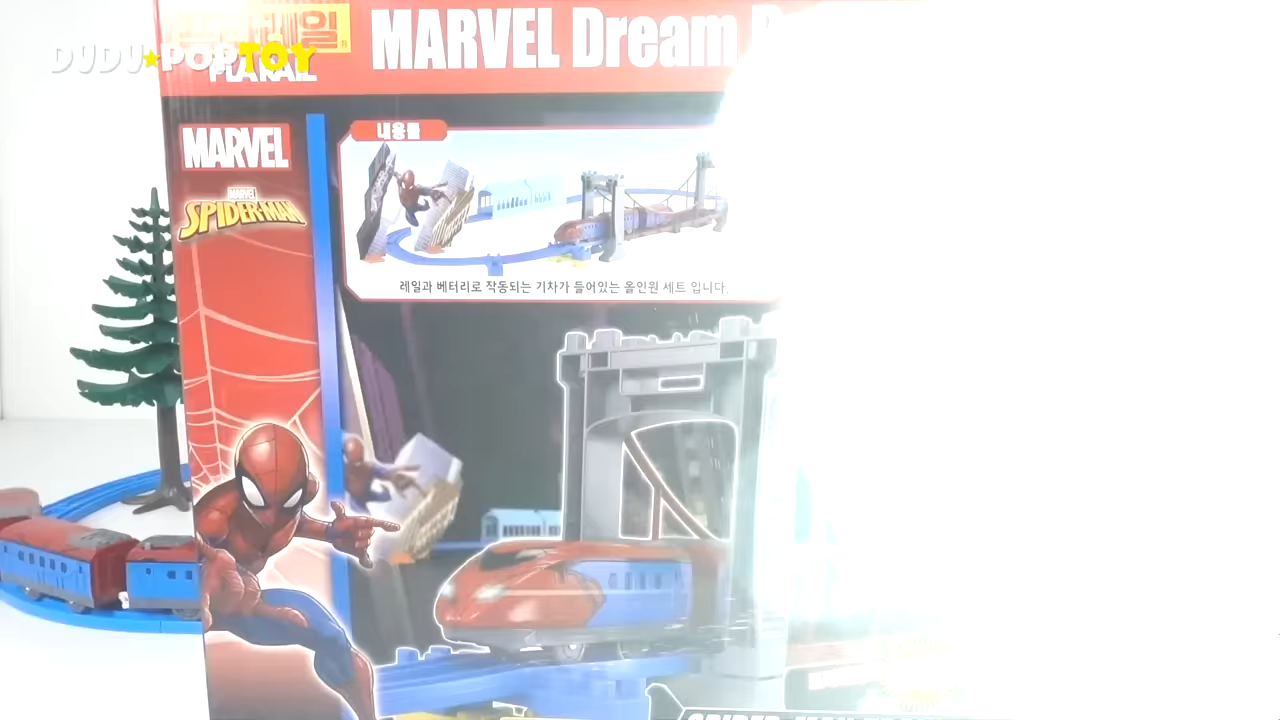 DUDU★POPTOY
일
PLARAIL
MARVEL Dream
MARVEL
MARVEL
SPIDER-MAN
내용물
레일과 베터리로 작동되는 기차가 들어있는 올인원 세트 입니다.